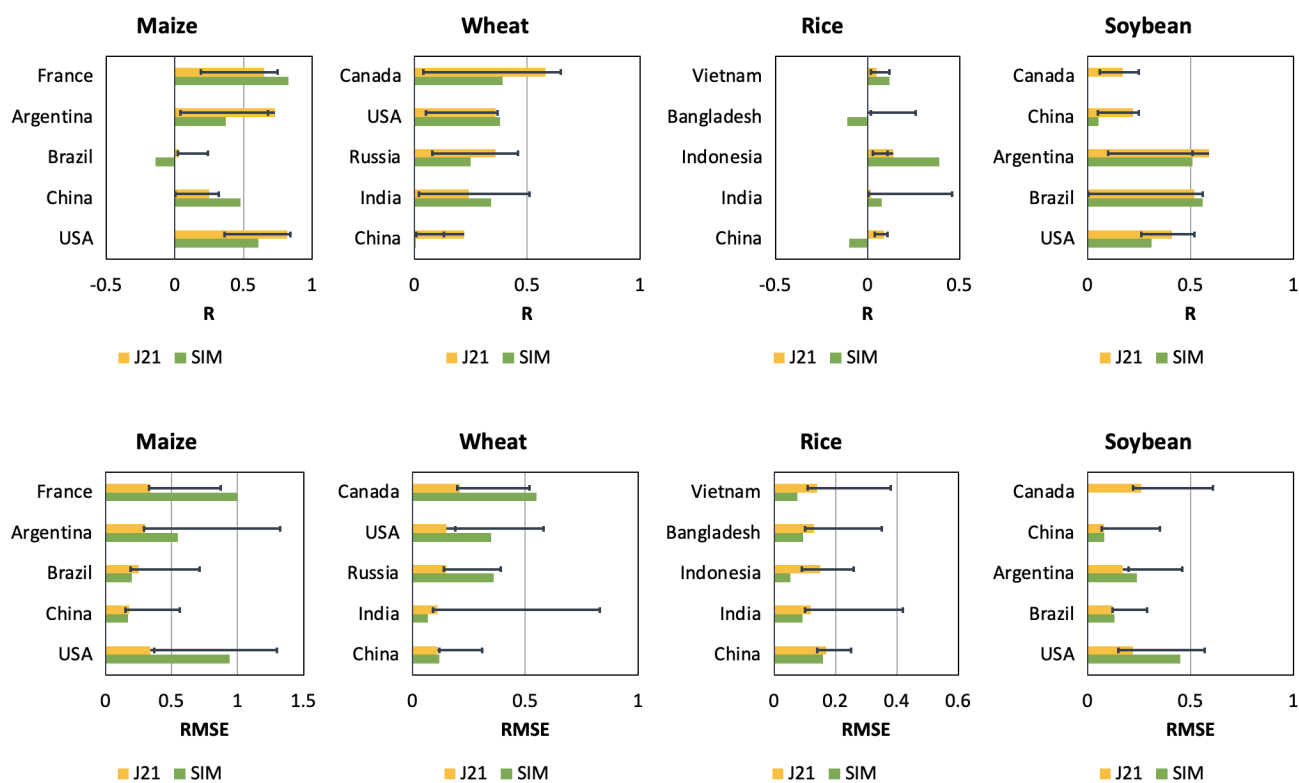 Maize
France
Argentina
Brazil
China
USA
-0.5 0 0.5 1
R
J21 SIM
Wheat
Canada
USA
Russia
India
China
0 0.5 1
R
J21 SIM
Rice
Vietnam
Bangladesh
Indonesia
India
China
-0.5 0 0.5
R
J21 SIM
Soybean
Canada
China
Argentina
Brazil
USA
0 0.5 1
R
J21 SIM
Maize
France
Argentina
Brazil
China
USA
0 0.5 1 1.5
RMSE
J21 SIM
Wheat
Canada
USA
Russia
India
China
0 0.5 1
RMSE
J21 SIM
Rice
Vietnam
Bangladesh
Indonesia
India
China
0 0.2 0.4 0.6
RMSE
J21 SIM
Soybean
Canada
China
Argentina
Brazil
USA
0 0.5 1
RMSE
J21 SIM